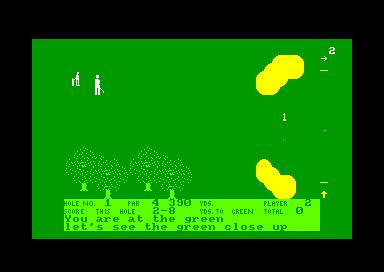 2
1
HOLE NO. 1 PAR 4 390 YDS. PLAYER 2
SCORE THIS HOLE 2-8 YDS.TO GREEN TOTAL 0
You are at the green
let's see the green close up